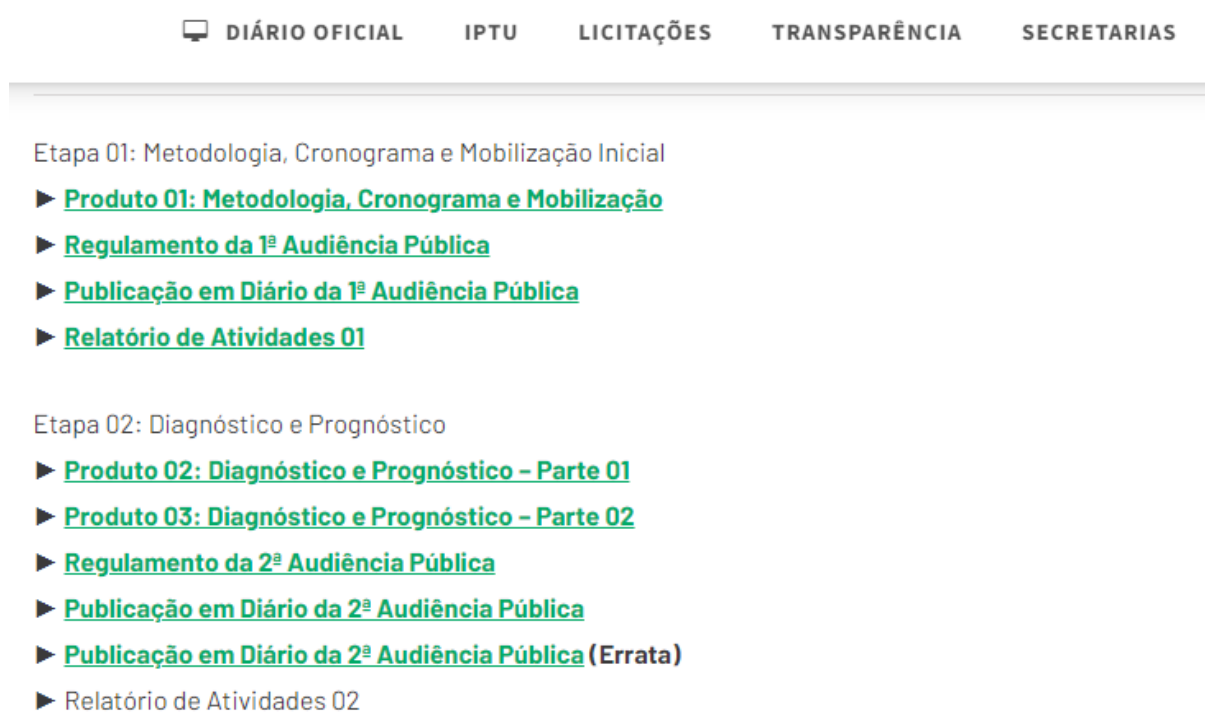 DIÁRIO OFICIAL IPTU LICITAÇÕES TRANSPARÊNCIA SECRETARIAS
Etapa 01: Metodologia, Cronograma e Mobilização Inicial
► Produto 01: Metodologia, Cronograma e Mobilização
► Regulamento da 1ª Audiência Pública
► Publicação em Diário da 1ª Audiência Pública
► Relatório de Atividades 01
Etapa 02: Diagnóstico e Prognóstico
► Produto 02: Diagnóstico e Prognóstico – Parte 01
► Produto 03: Diagnóstico e Prognóstico – Parte 02
► Regulamento da 2ª Audiência Pública
► Publicação em Diário da 2ª Audiência Pública
► Publicação em Diário da 2ª Audiência Pública (Errata)
► Relatório de Atividades 02